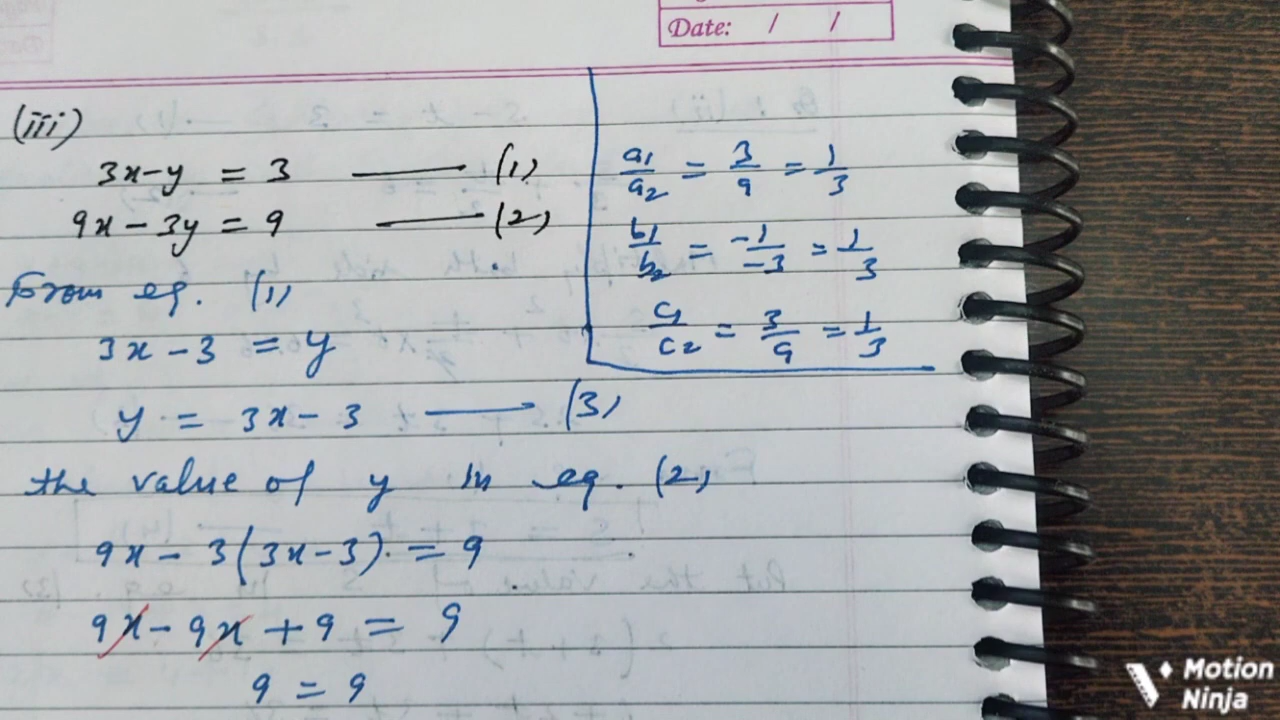 Date: / /
(iii)
3x-y = 3 —— (1)
9x-3y = 9 —— (2)
From eq. (1)
3x-3 = y
y = 3x-3 —— (3)
the value of y in eq. (2)
9x-3(3x-3) = 9
9x-9x+9 = 9
9 = 9
a1/a2 = 3/9 = 1/3
b1/b2 = -1/-3 = 1/3
c1/c2 = 3/9 = 1/3
Motion
Ninja